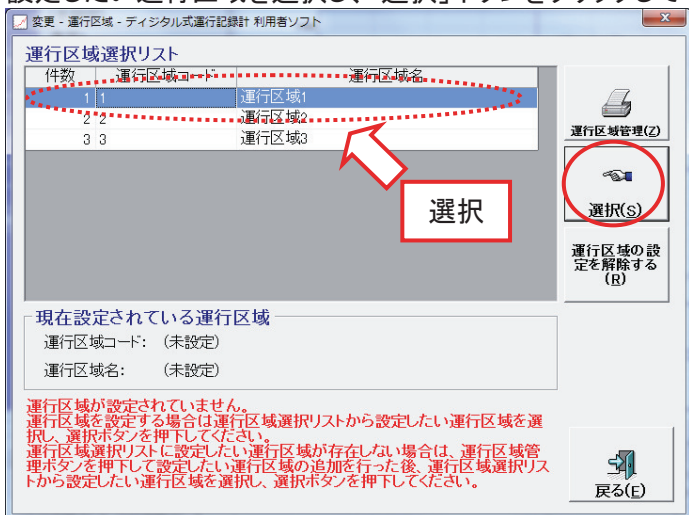 変更 - 運行区域 - ディジタル式運行記録計 利用者ソフト
運行区域選択リスト
件数 運行区域コード 運行区域名
1 1 運行区域1
2 2 運行区域2
3 3 運行区域3
選択
運行区域管理(Z)
選択(S)
運行区域の設
定を解除する
(R)
現在設定されている運行区域
運行区域コード: (未設定)
運行区域名: (未設定)
運行区域が設定されていません。
運行区域を設定する場合は運行区域選択リストから設定したい運行区域を選
択し、選択ボタンを押下してください。
運行区域選択リストに設定したい運行区域が存在しない場合は、運行区域管
理ボタンを押下して設定したい運行区域の追加を行った後、運行区域選択リス
トから設定したい運行区域を選択し、選択ボタンを押下してください。
戻る(E)